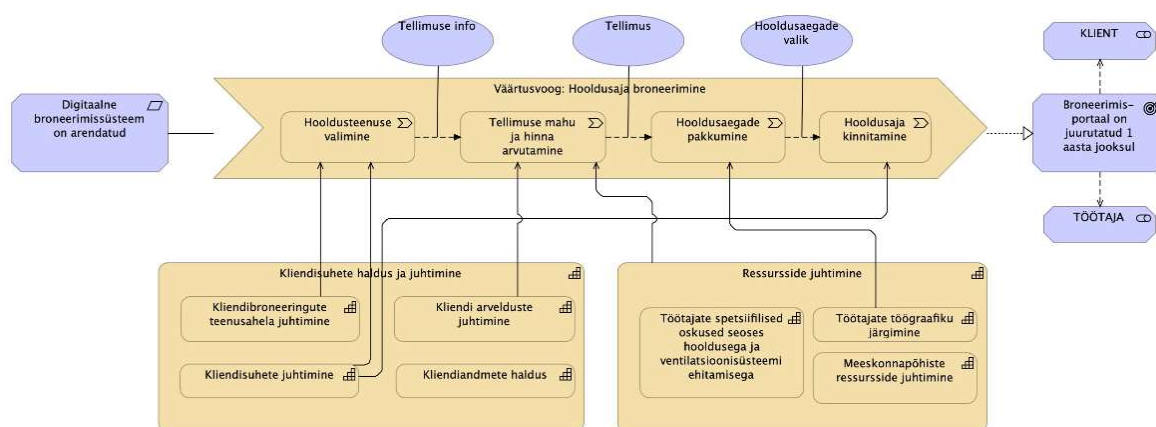 Tellimuse info
Tellimus
Hooldusaegade
valik
KLIENT
Digitaalne
broneerimissüsteem
on arendatud
Väärtusvoog: Hooldusaja broneerimine
Hooldusteenuse
valimine
Tellimuse mahu
ja hinna
arvutamine
Hooldusaegade
pakkumine
Hooldusaja
kinnitamine
Broneerimis-
portaal on
juurutatud 1
aasta jooksul
TÖÖTAJA
Kliendisuhete haldus ja juhtimine
Kliendibroneeringute
teenusahela juhtimine
Kliendi arvelduste
juhtimine
Kliendisuhete juhtimine
Kliendiandmete haldus
Ressursside juhtimine
Töötajate spetsiifilised
oskused seoses
hooldusega ja
ventilatsioonisüsteemi
ehitamisega
Töötajate töögraafiku
järgimine
Meeskonnapõhiste
ressursside juhtimine